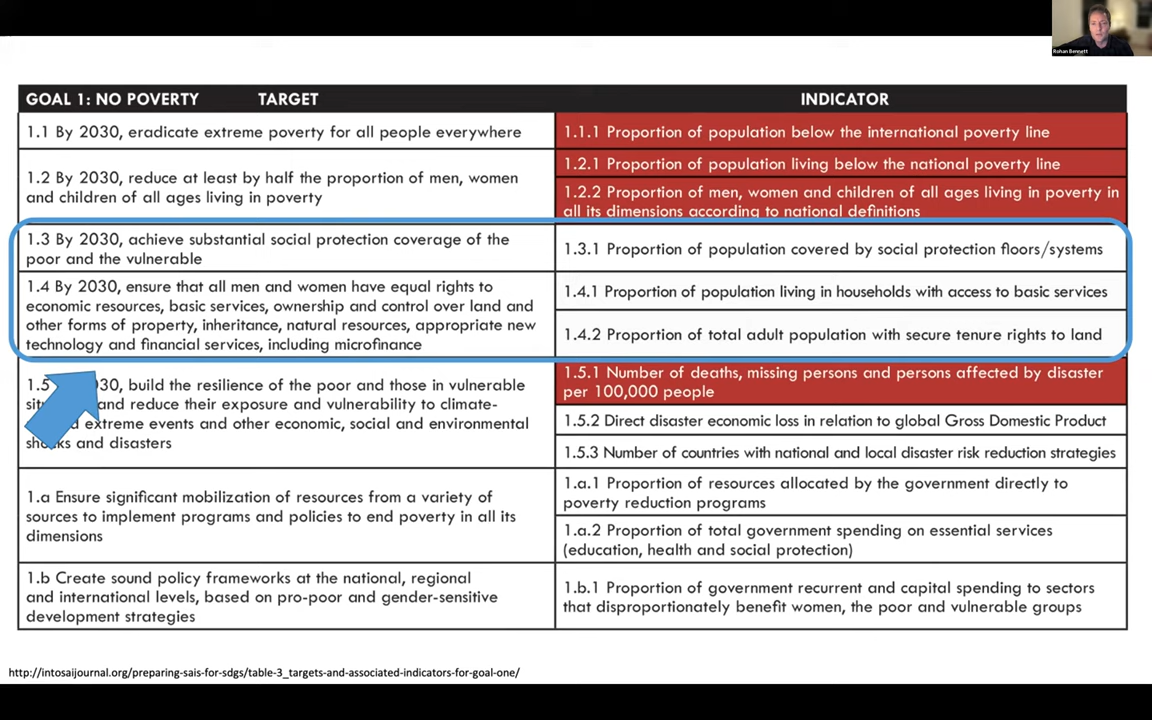 Rohan Bennett
GOAL 1: NO POVERTY TARGET INDICATOR
1.1 By 2030, eradicate extreme poverty for all people everywhere
1.1.1 Proportion of population below the international poverty line
1.2 By 2030, reduce at least by half the proportion of men, women
and children of all ages living in poverty
1.2.1 Proportion of population living below the national poverty line
1.2.2 Proportion of men, women and children of all ages living in poverty in
all its dimensions according to national definitions
1.3 By 2030, achieve substantial social protection coverage of the
poor and the vulnerable
1.3.1 Proportion of population covered by social protection floors/systems
1.4 By 2030, ensure that all men and women have equal rights to
economic resources, basic services, ownership and control over land and
other forms of property, inheritance, natural resources, appropriate new
technology and financial services, including microfinance
1.4.1 Proportion of population living in households with access to basic services
1.4.2 Proportion of total adult population with secure tenure rights to land
1.5 30, build the resilience of the poor and those in vulnerable
and reduce their exposure and vulnerability to climate-
extreme events and other economic, social and environmental
and disasters
1.5.1 Number of deaths, missing persons and persons affected by disaster
per 100,000 people
1.5.2 Direct disaster economic loss in relation to global Gross Domestic Product
1.5.3 Number of countries with national and local disaster risk reduction strategies
1.a Ensure significant mobilization of resources from a variety of
sources to implement programs and policies to end poverty in all its
dimensions
1.a.1 Proportion of resources allocated by the government directly to
poverty reduction programs
1.a.2 Proportion of total government spending on essential services
(education, health and social protection)
1.b Create sound policy frameworks at the national, regional
and international levels, based on pro-poor and gender-sensitive
development strategies
1.b.1 Proportion of government recurrent and capital spending to sectors
that disproportionately benefit women, the poor and vulnerable groups
http://intosaijournal.org/preparing-sais-for-sdgs/table-3_targets-and-associated-indicators-for-goal-one/